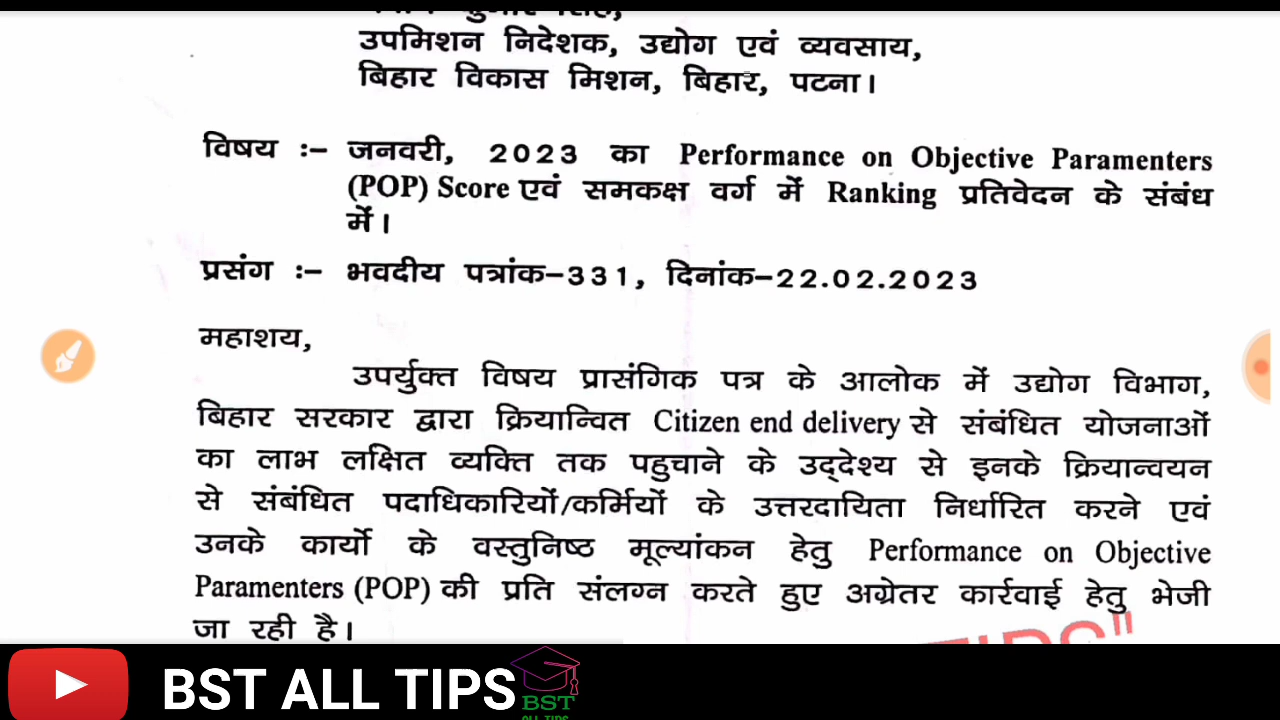 उपमिशन निदेशक, उद्योग एवं व्यवसाय,
बिहार विकास मिशन, बिहार, पटना।
विषय :– जनवरी, 2023 का Performance on Objective Paramenters
(POP) Score एवं समकक्ष वर्ग में Ranking प्रतिवेदन के संबंध
में।
प्रसंग :– भवदीय पत्रांक–331, दिनांक–22.02.2023
महाशय,
उपर्युक्त विषय प्रासंगिक पत्र के आलोक में उद्योग विभाग,
बिहार सरकार द्वारा क्रियान्वित Citizen end delivery से संबंधित योजनाओं
का लाभ लक्षित व्यक्ति तक पहुचाने के उद्देश्य से इनके क्रियान्वयन
से संबंधित पदाधिकारियों/कर्मियों के उत्तरदायिता निर्धारित करने एवं
उनके कार्यो के वस्तुनिष्ठ मूल्यांकन हेतु Performance on Objective
Paramenters (POP) की प्रति संलग्न करते हुए अग्रेतर कार्रवाई हेतु भेजी
जा रही है।
BST ALL TIPS
BST
ALL TIPS